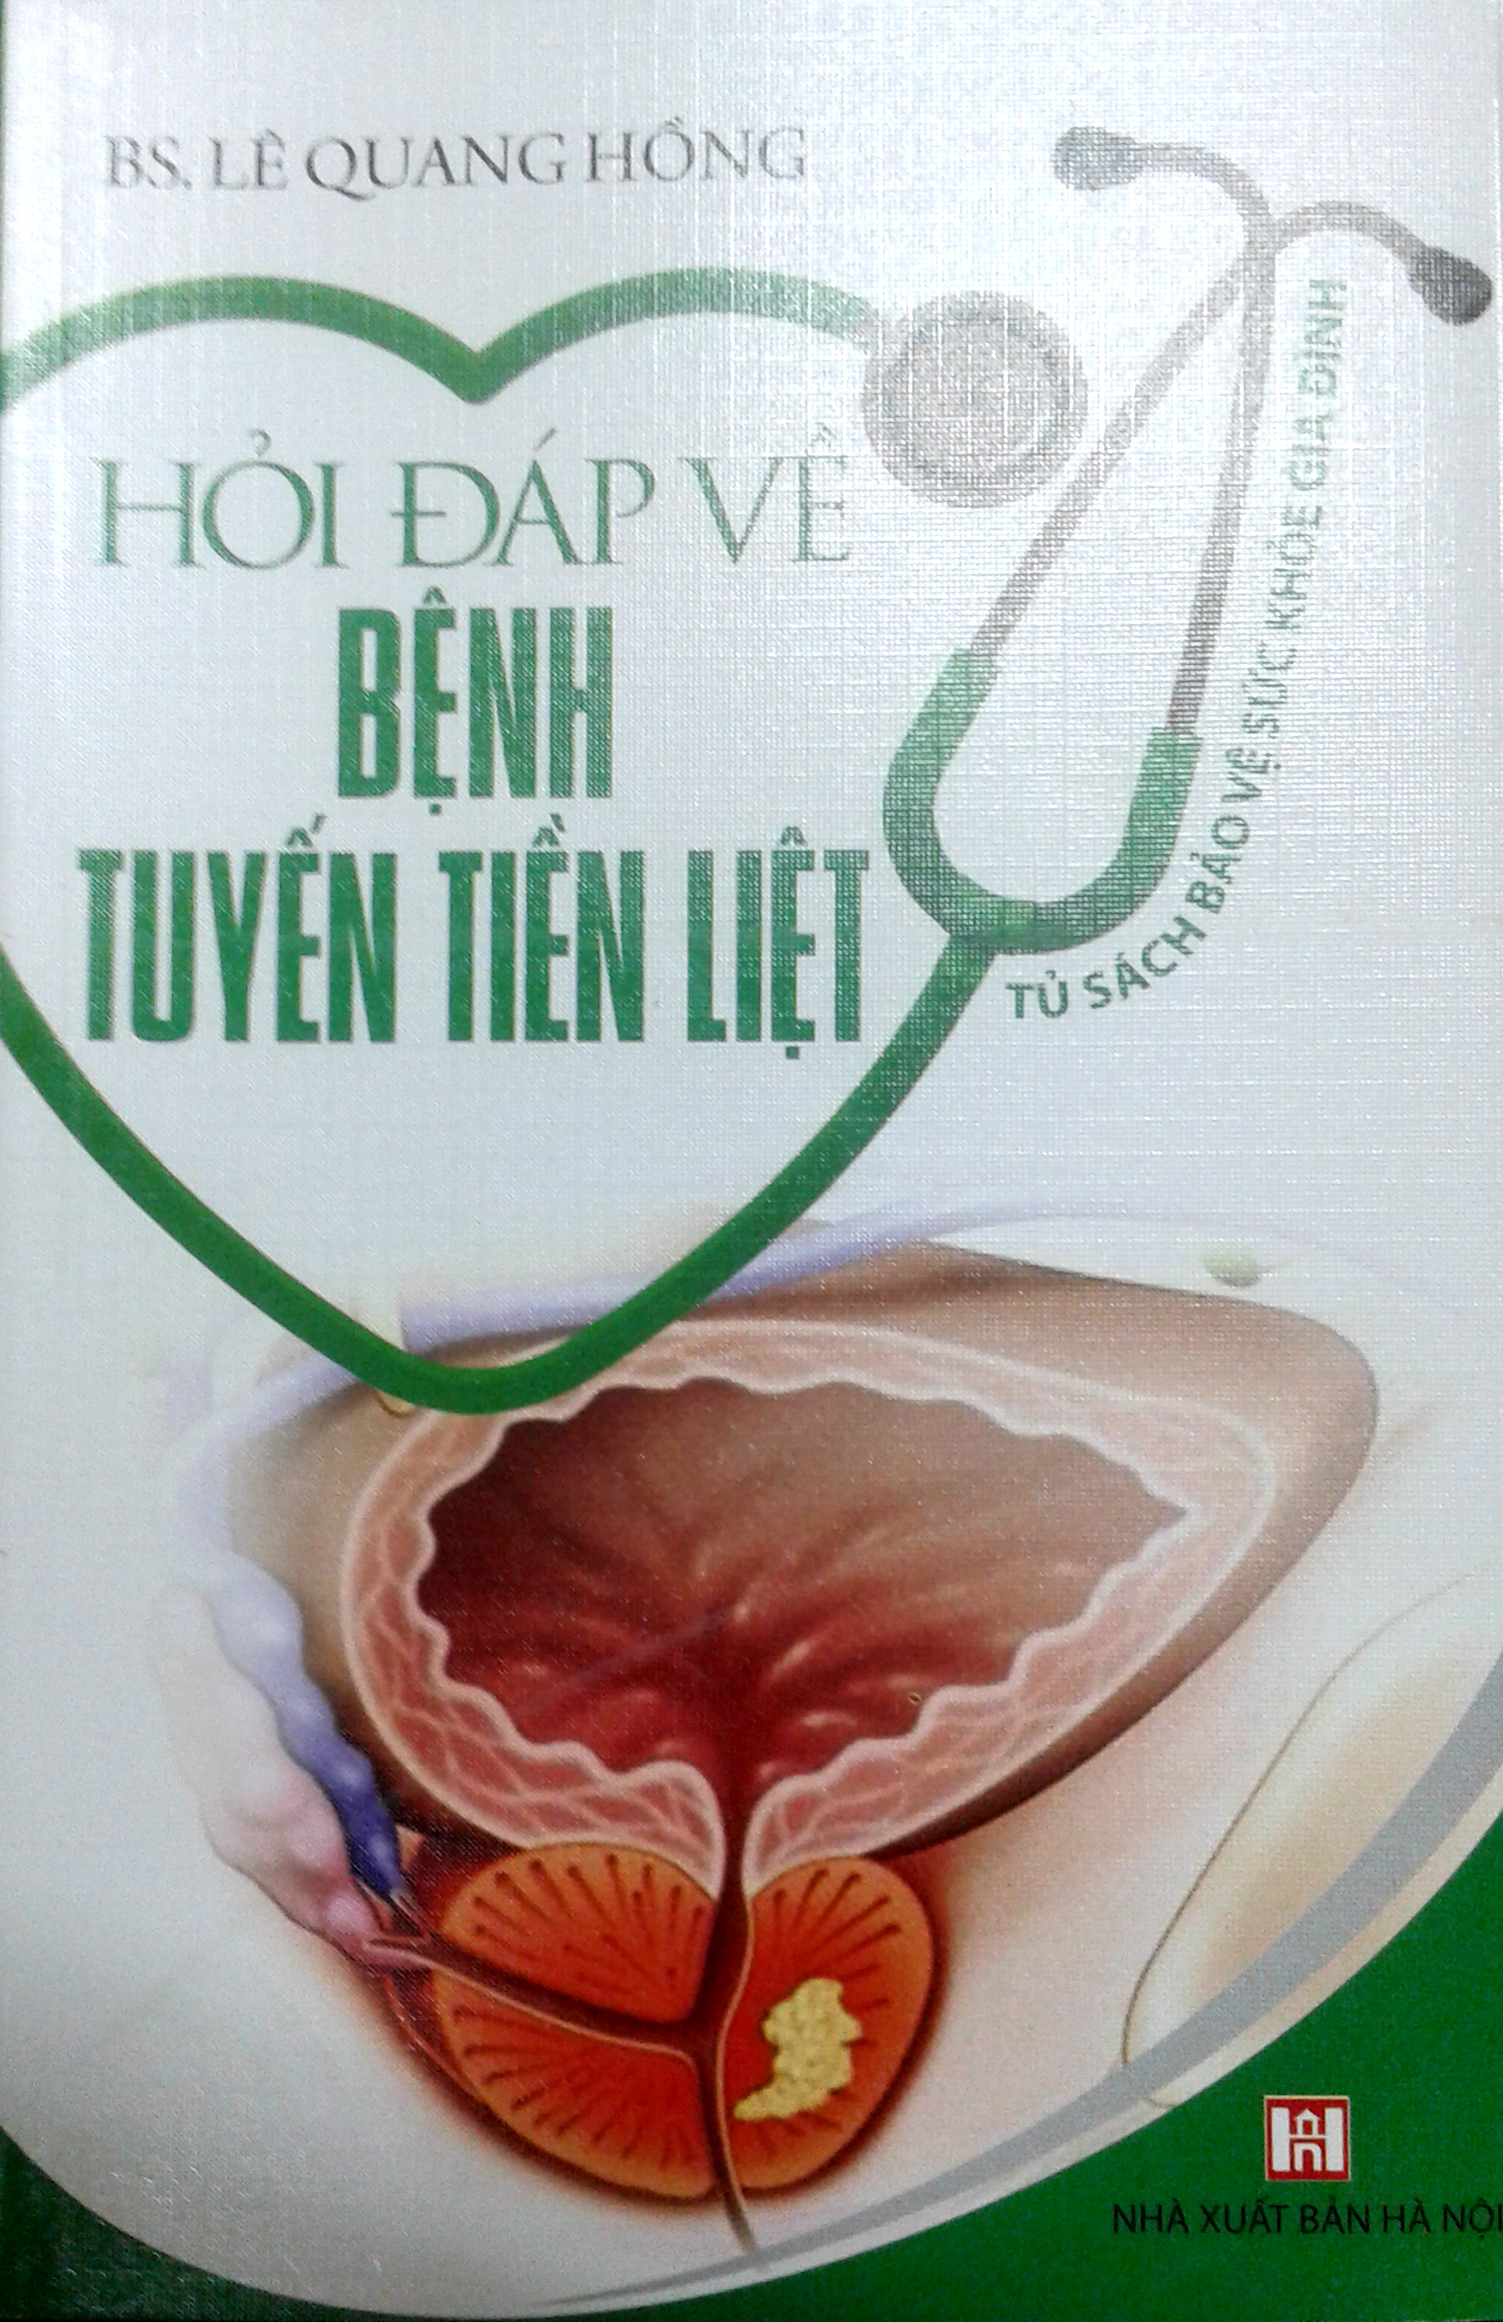 BS. LÊ QUANG HỒNG
HỎI ĐÁP VỀ
BỆNH
TUYẾN TIỀN LIỆT
TỦ SÁCH BẢO VỆ SỨC KHỎE GIA ĐÌNH
NHÀ XUẤT BẢN HÀ NỘI